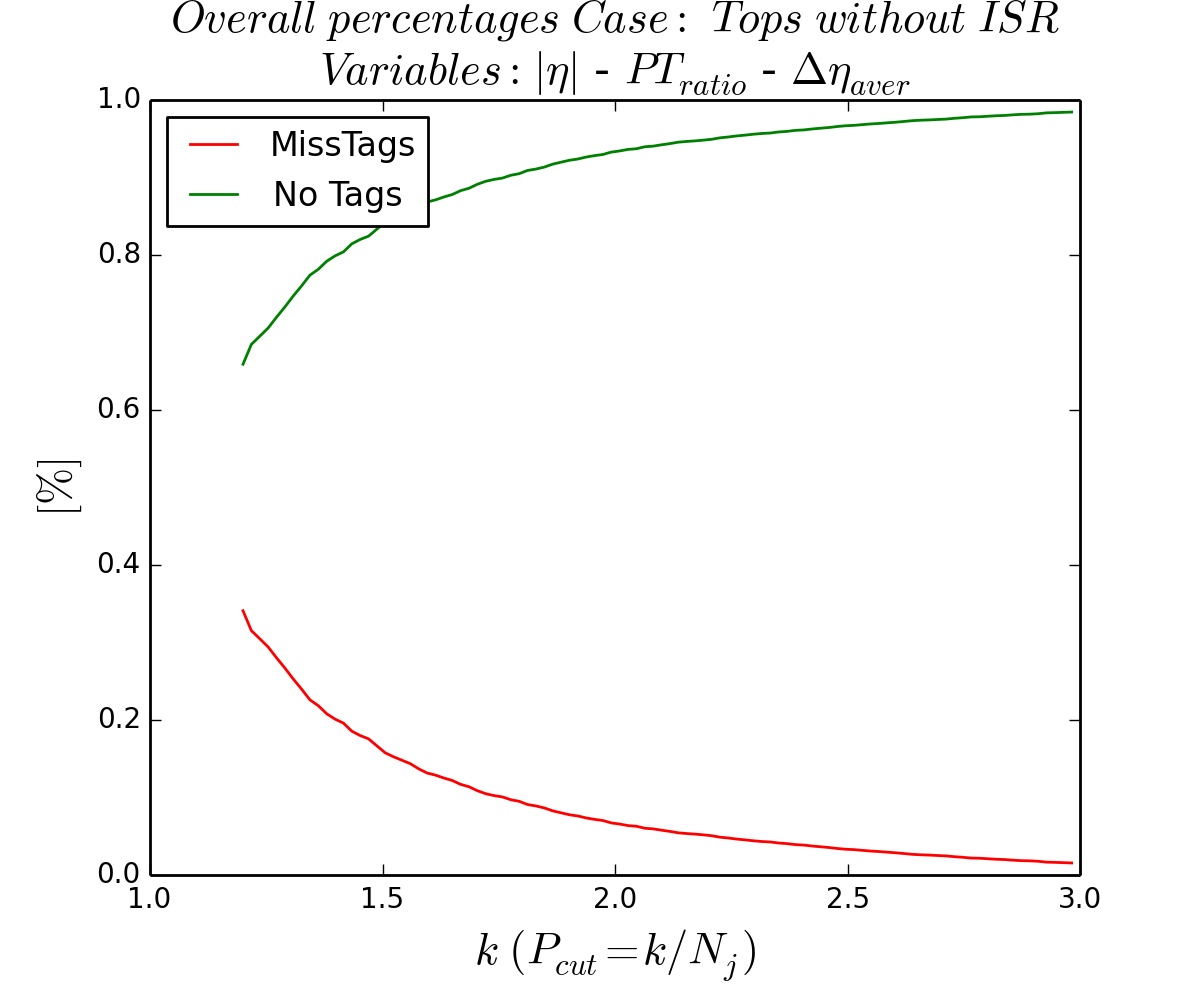 Overall percentages Case: Tops without ISR
Variables: |η| - PT_ratio - Δη_aver
1.0
MissTags
No Tags
0.8
0.6
[%]
0.4
0.2
0.0
1.0 1.5 2.0 2.5 3.0
k (P_cut=k/N_j)